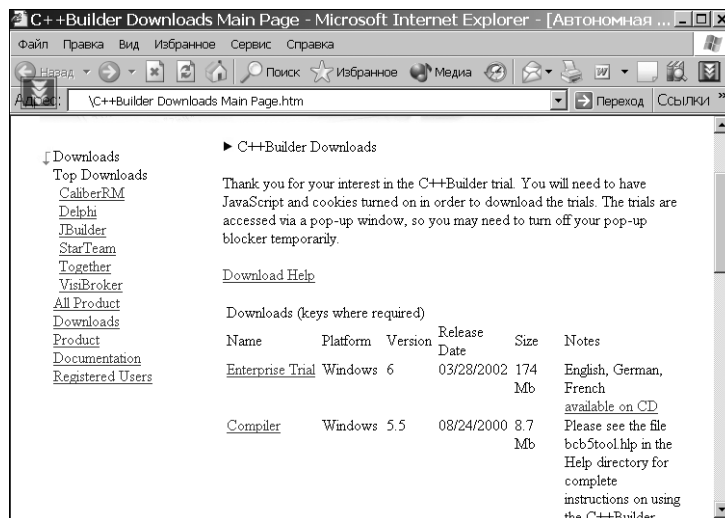 C++Builder Downloads Main Page - Microsoft Internet Explorer - [Автономная ...
Файл Правка Вид Избранное Сервис Справка
Назад Поиск Избранное Медиа
Адрес: \C++Builder Downloads Main Page.htm Переход Ссылки »
Downloads
Top Downloads
CaliberRM
Delphi
JBuilder
StarTeam
Together
VisiBroker
All Product
Downloads
Product
Documentation
Registered Users
► C++Builder Downloads
Thank you for your interest in the C++Builder trial. You will need to have
JavaScript and cookies turned on in order to download the trials. The trials are
accessed via a pop-up window, so you may need to turn off your pop-up
blocker temporarily.
Download Help
Downloads (keys where required)
Name Platform Version Release Date Size Notes
Enterprise Trial Windows 6 03/28/2002 174 Mb English, German,
French
available on CD
Compiler Windows 5.5 08/24/2000 8.7 Mb Please see the file
bcb5tool.hlp in the
Help directory for
complete
instructions on using
the C++Builder